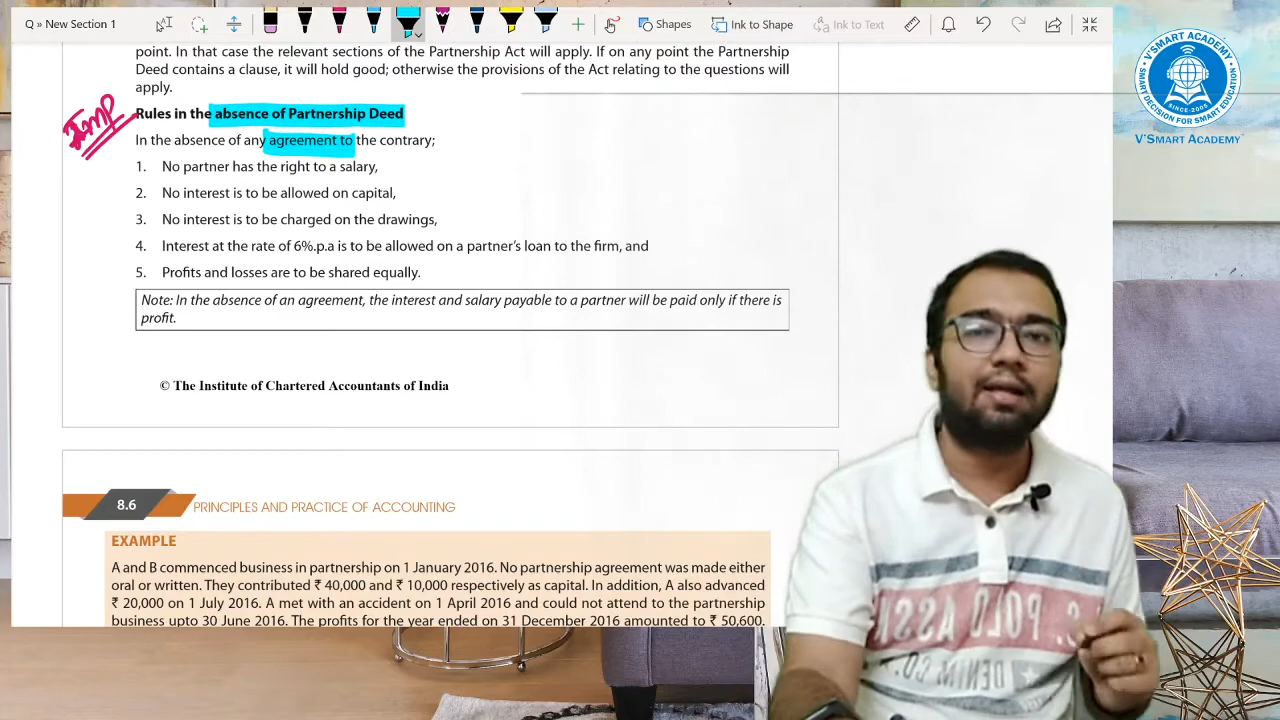 Q » New Section 1
Shapes
Ink to Shape
Ink to Text
point. In that case the relevant sections of the Partnership Act will apply. If on any point the Partnership
Deed contains a clause, it will hold good; otherwise the provisions of the Act relating to the questions will
apply.
Rules in the absence of Partnership Deed
In the absence of any agreement to the contrary;
1. No partner has the right to a salary,
2. No interest is to be allowed on capital,
3. No interest is to be charged on the drawings,
4. Interest at the rate of 6%.p.a is to be allowed on a partner's loan to the firm, and
5. Profits and losses are to be shared equally.
Note: In the absence of an agreement, the interest and salary payable to a partner will be paid only if there is
profit.
© The Institute of Chartered Accountants of India
8.6 PRINCIPLES AND PRACTICE OF ACCOUNTING
EXAMPLE
A and B commenced business in partnership on 1 January 2016. No partnership agreement was made either
oral or written. They contributed ₹ 40,000 and ₹ 10,000 respectively as capital. In addition, A also advanced
₹ 20,000 on 1 July 2016. A met with an accident on 1 April 2016 and could not attend to the partnership
business upto 30 June 2016. The profits for the year ended on 31 December 2016 amounted to ₹ 50,600.
V'SMART ACADEMY
SMART DECISION FOR SMART EDUCATION
SINCE-2005
V'SMART ACADEMY
DENIM CO.